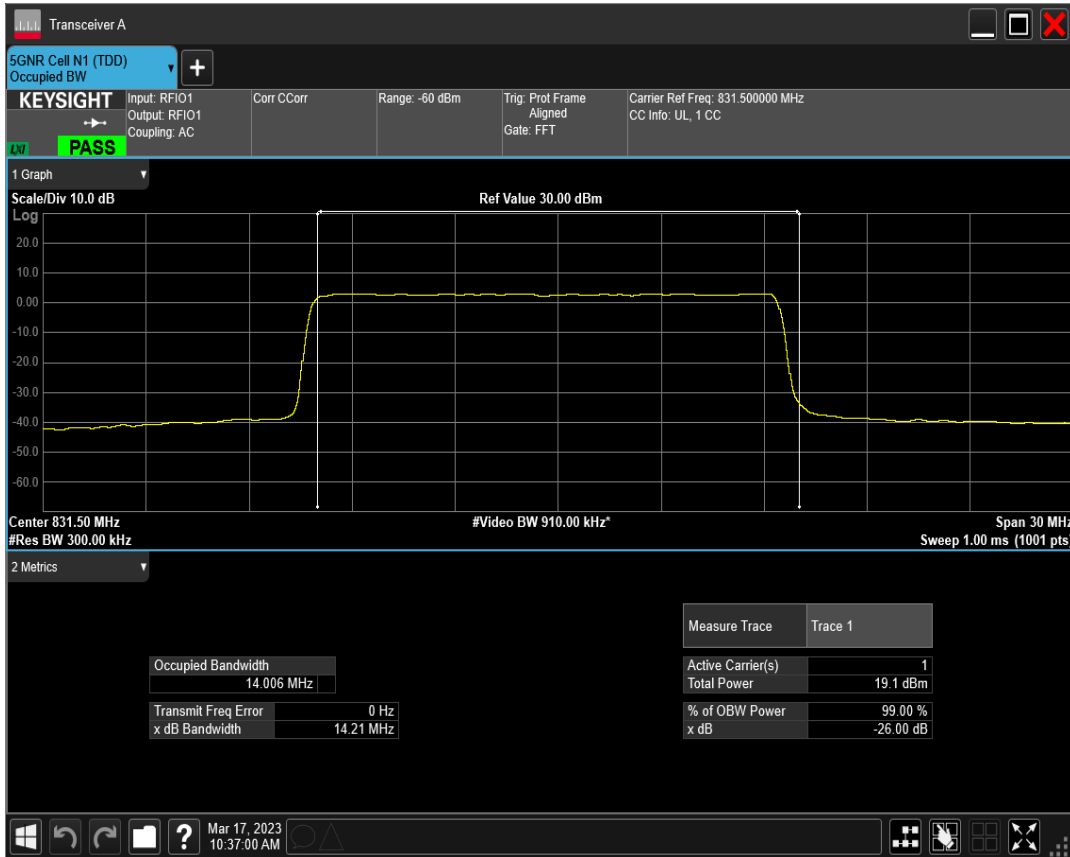 Transceiver A
5GNR Cell N1 (TDD)
Occupied BW
+
KEYSIGHT
LXI
PASS
Input: RFIO1
Output: RFIO1
Coupling: AC
Corr CCorr
Range: -60 dBm
Trig: Prot Frame
Aligned
Gate: FFT
Carrier Ref Freq: 831.500000 MHz
CC Info: UL, 1 CC
1 Graph
Scale/Div 10.0 dB
Ref Value 30.00 dBm
Log
20.0
10.0
0.00
-10.0
-20.0
-30.0
-40.0
-50.0
-60.0
Center 831.50 MHz
#Video BW 910.00 kHz*
Span 30 MHz
#Res BW 300.00 kHz
Sweep 1.00 ms (1001 pts)
2 Metrics
Measure Trace Trace 1
Occupied Bandwidth
14.006 MHz
Active Carrier(s) 1
Total Power 19.1 dBm
Transmit Freq Error 0 Hz
x dB Bandwidth 14.21 MHz
% of OBW Power 99.00 %
x dB -26.00 dB
?
Mar 17, 2023
10:37:00 AM